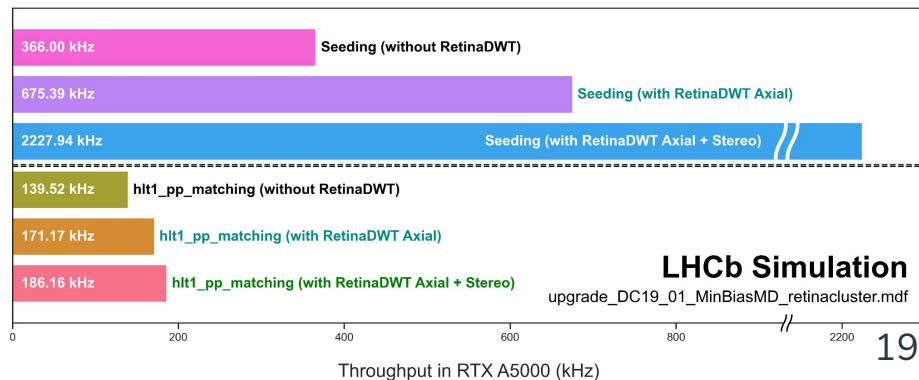 366.00 kHz Seeding (without RetinaDWT)
675.39 kHz Seeding (with RetinaDWT Axial)
2227.94 kHz Seeding (with RetinaDWT Axial + Stereo)
139.52 kHz hlt1_pp_matching (without RetinaDWT)
171.17 kHz hlt1_pp_matching (with RetinaDWT Axial)
186.16 kHz hlt1_pp_matching (with RetinaDWT Axial + Stereo)
LHCb Simulation
upgrade_DC19_01_MinBiasMD_retinacluster.mdf
0 200 400 600 800 2200
Throughput in RTX A5000 (kHz)
19